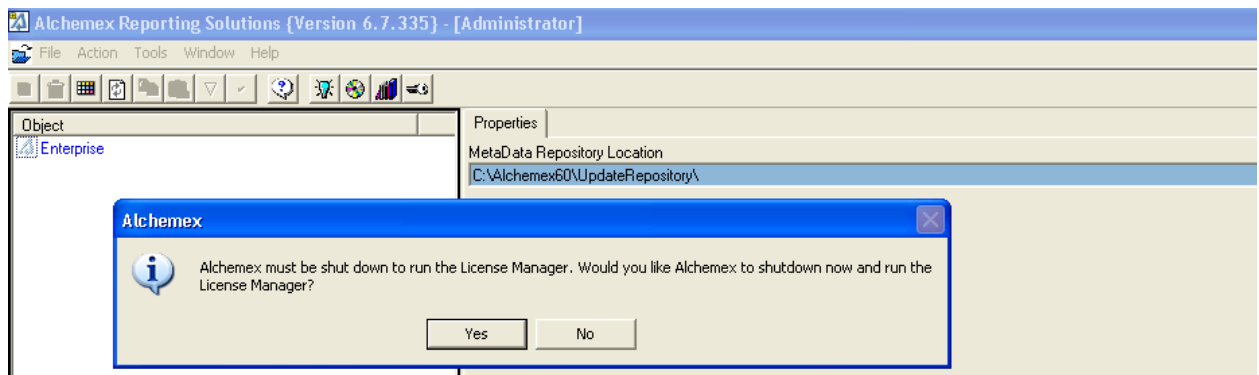 Alchemex Reporting Solutions {Version 6.7.335} - [Administrator]
File Action Tools Window Help
Object
Properties
Enterprise
MetaData Repository Location
C:\Alchemex60\UpdateRepository\
Alchemex
Alchemex must be shut down to run the License Manager. Would you like Alchemex to shutdown now and run the
License Manager?
Yes No